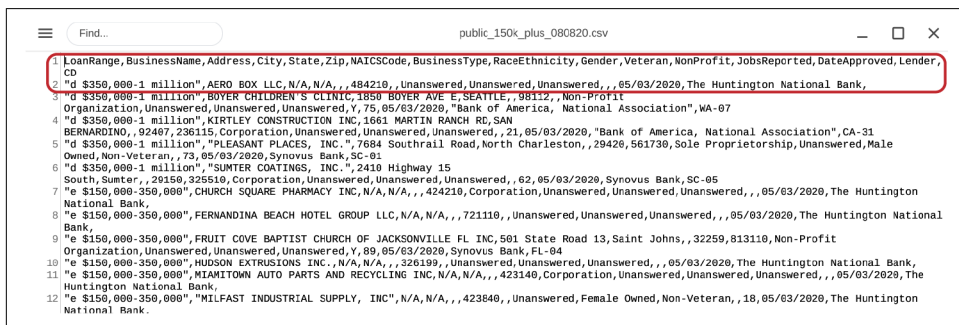 Find...
public_150k_plus_080820.csv
1 LoanRange,BusinessName,Address,City,State,Zip,NAICSCode,BusinessType,RaceEthnicity,Gender,Veteran,NonProfit,JobsReported,DateApproved,Lender,
CD
2 "d $350,000-1 million",AERO BOX LLC,N/A,N/A,,,484210,,Unanswered,Unanswered,Unanswered,,,05/03/2020,The Huntington National Bank,
3 "d $350,000-1 million",BOYER CHILDREN'S CLINIC,1850 BOYER AVE E,SEATTLE,,98112,,Non-Profit
Organization,Unanswered,Unanswered,Unanswered,Y,75,05/03/2020,"Bank of America, National Association",WA-07
4 "d $350,000-1 million",KIRTLEY CONSTRUCTION INC,1661 MARTIN RANCH RD,SAN
BERNARDINO,,92407,236115,Corporation,Unanswered,Unanswered,Unanswered,,21,05/03/2020,"Bank of America, National Association",CA-31
5 "d $350,000-1 million","PLEASANT PLACES, INC.",7684 Southrail Road,North Charleston,,29420,561730,Sole Proprietorship,Unanswered,Male
Owned,Non-Veteran,,73,05/03/2020,Synovus Bank,SC-01
6 "d $350,000-1 million","SUMTER COATINGS, INC.",2410 Highway 15
South,Sumter,,29150,325510,Corporation,Unanswered,Unanswered,Unanswered,,62,05/03/2020,Synovus Bank,SC-05
7 "e $150,000-350,000",CHURCH SQUARE PHARMACY INC,N/A,N/A,,,424210,Corporation,Unanswered,Unanswered,Unanswered,,,05/03/2020,The Huntington
National Bank,
8 "e $150,000-350,000",FERNANDINA BEACH HOTEL GROUP LLC,N/A,N/A,,,721110,,Unanswered,Unanswered,Unanswered,,,05/03/2020,The Huntington National
Bank,
9 "e $150,000-350,000",FRUIT COVE BAPTIST CHURCH OF JACKSONVILLE FL INC,501 State Road 13,Saint Johns,,32259,813110,Non-Profit
Organization,Unanswered,Unanswered,Unanswered,Y,89,05/03/2020,Synovus Bank,FL-04
10 "e $150,000-350,000",HUDSON EXTRUSIONS INC.,N/A,N/A,,,326199,,Unanswered,Unanswered,Unanswered,,,05/03/2020,The Huntington National Bank,
11 "e $150,000-350,000",MIAMITOWN AUTO PARTS AND RECYCLING INC,N/A,N/A,,,423140,Corporation,Unanswered,Unanswered,Unanswered,,,05/03/2020,The
Huntington National Bank,
12 "e $150,000-350,000","MILFAST INDUSTRIAL SUPPLY, INC",N/A,N/A,,,423840,,Unanswered,Female Owned,Non-Veteran,,18,05/03/2020,The Huntington
National Bank,